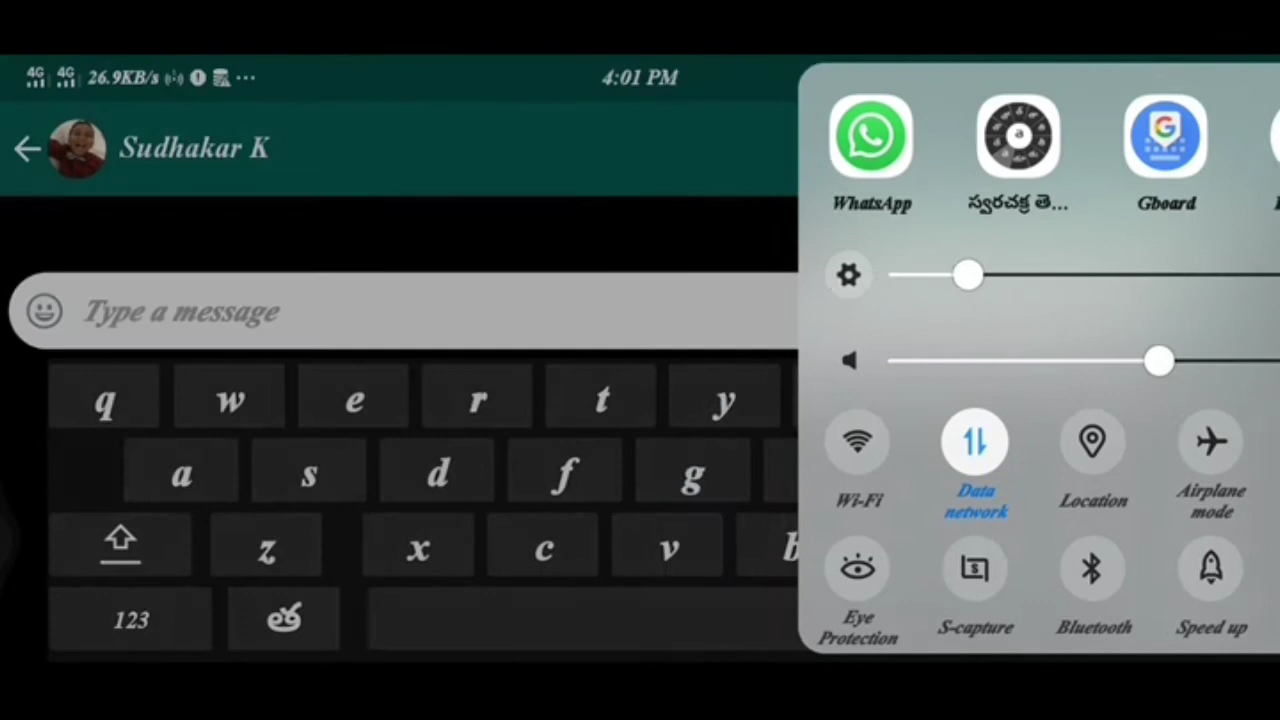 4G 4G 26.9KB/s 4:01 PM
Sudhakar K
Type a message
q w e r t y
a s d f g
z x c v b
123 త
WhatsApp స్వరచక్ర తె... Gboard
Wi-Fi Data network Location Airplane mode
Eye Protection S-capture Bluetooth Speed up